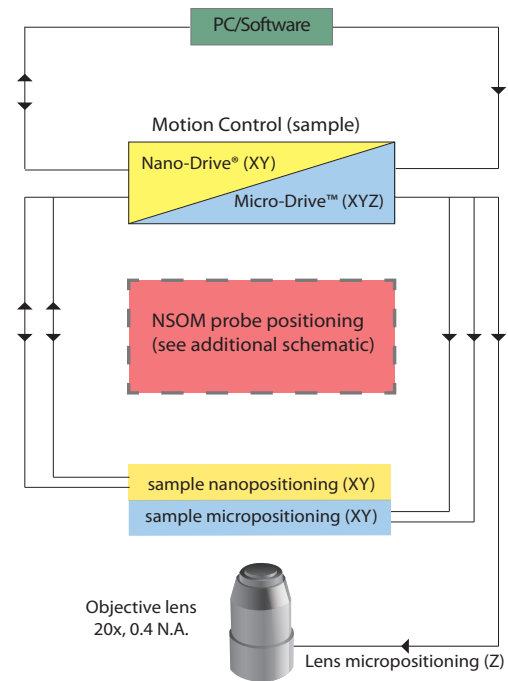 PC/Software
Motion Control (sample)
Nano-Drive® (XY)
Micro-Drive™ (XYZ)
NSOM probe positioning
(see additional schematic)
sample nanopositioning (XY)
sample micropositioning (XY)
Objective lens
20x, 0.4 N.A.
Lens micropositioning (Z)